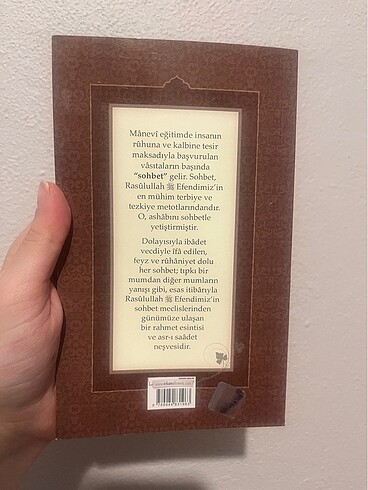 Mânevî eğitimde insanın
rûhuna ve kalbine tesir
maksadıyla başvurulan
vâsıtaların başında
“sohbet” gelir. Sohbet,
Rasûlullah ﷺ Efendimiz’in
en mühim terbiye ve
tezkiye metotlarındandır.
O, ashâbını sohbetle
yetiştirmiştir.
Dolayısıyla ibâdet
vecdiyle îfâ edilen,
feyz ve rûhâniyet dolu
her sohbet; tıpkı bir
mumdan diğer mumların
yanışı gibi, esas itibârıyla
Rasûlullah ﷺ Efendimiz’in
sohbet meclislerinden
günümüze ulaşan
bir rahmet esintisi
ve asr-ı saâdet
neşvesidir.